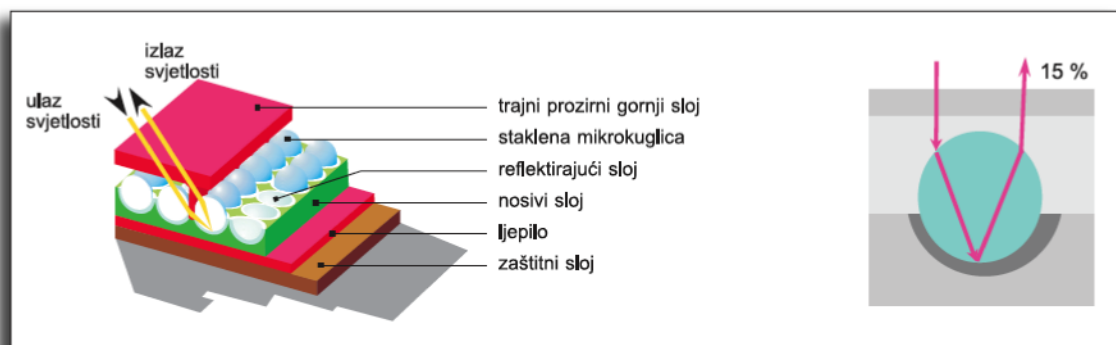 izlaz
svjetlosti
ulaz
svjetlosti
trajni prozirni gornji sloj
staklena mikrokuglica
reflektirajući sloj
nosivi sloj
ljepilo
zaštitni sloj
15 %